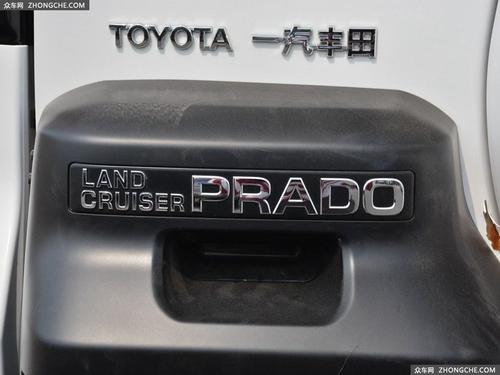 众车网 ZHONGCHE.COM
TOYOTA 一汽丰田
LAND
CRUISER PRADO
众车网 ZHONGCHE.COM